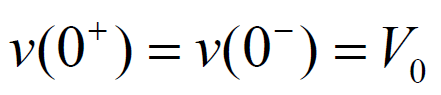 v(0⁺) = v(0⁻) = V₀